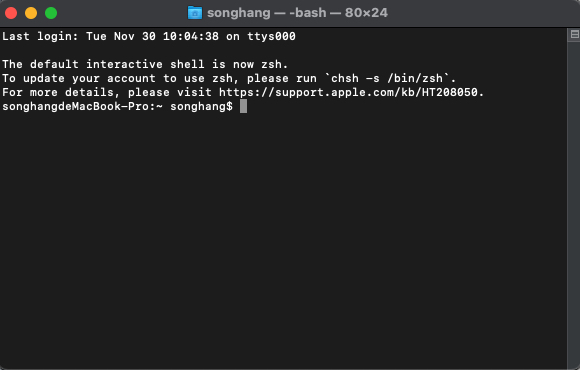 songhang — -bash — 80×24
Last login: Tue Nov 30 10:04:38 on ttys000
The default interactive shell is now zsh.
To update your account to use zsh, please run `chsh -s /bin/zsh`.
For more details, please visit https://support.apple.com/kb/HT208050.
songhangdeMacBook-Pro:~ songhang$